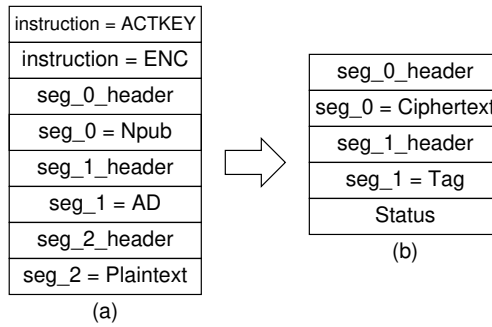 instruction = ACTKEY
instruction = ENC
seg_0_header
seg_0 = Npub
seg_1_header
seg_1 = AD
seg_2_header
seg_2 = Plaintext
(a)
seg_0_header
seg_0 = Ciphertext
seg_1_header
seg_1 = Tag
Status
(b)